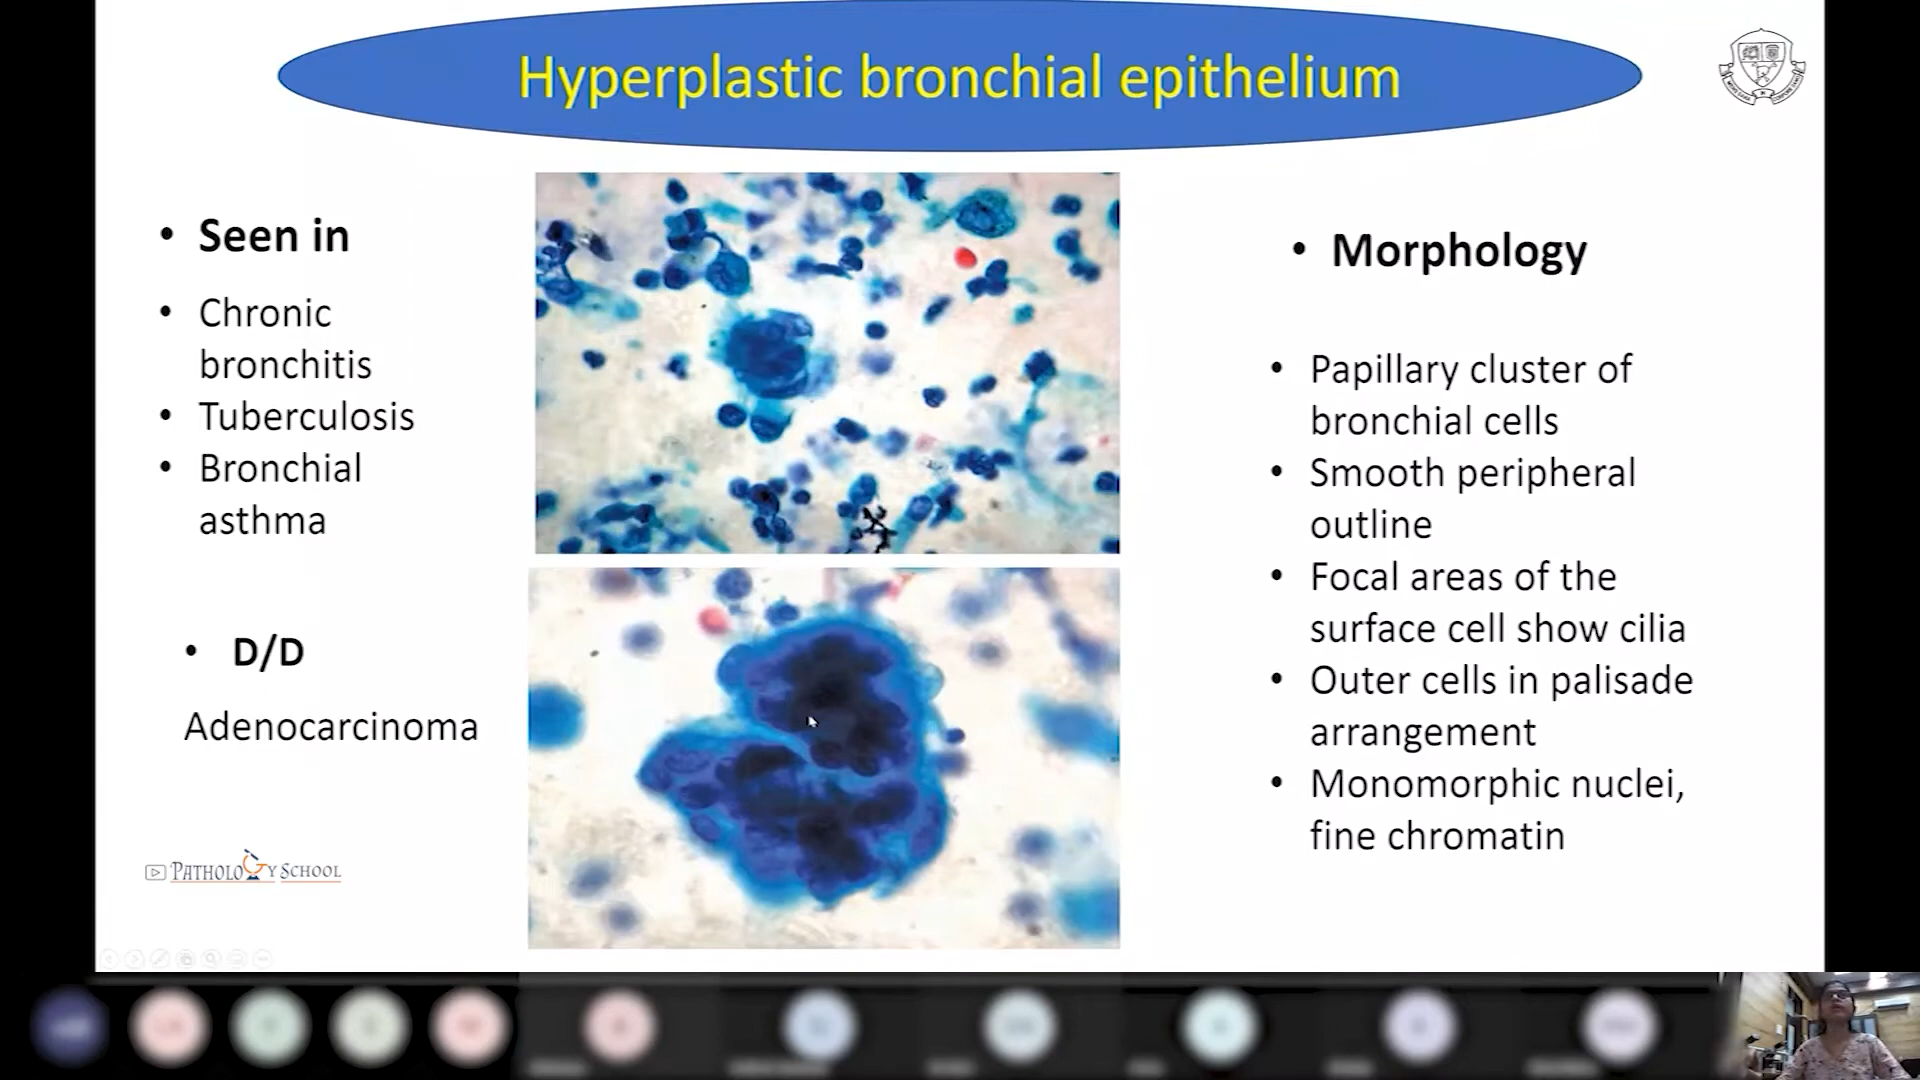 Hyperplastic bronchial epithelium
• Seen in
• Chronic
bronchitis
• Tuberculosis
• Bronchial
asthma
• D/D
Adenocarcinoma
PATHOLOGY SCHOOL
• Morphology
• Papillary cluster of
bronchial cells
• Smooth peripheral
outline
• Focal areas of the
surface cell show cilia
• Outer cells in palisade
arrangement
• Monomorphic nuclei,
fine chromatin